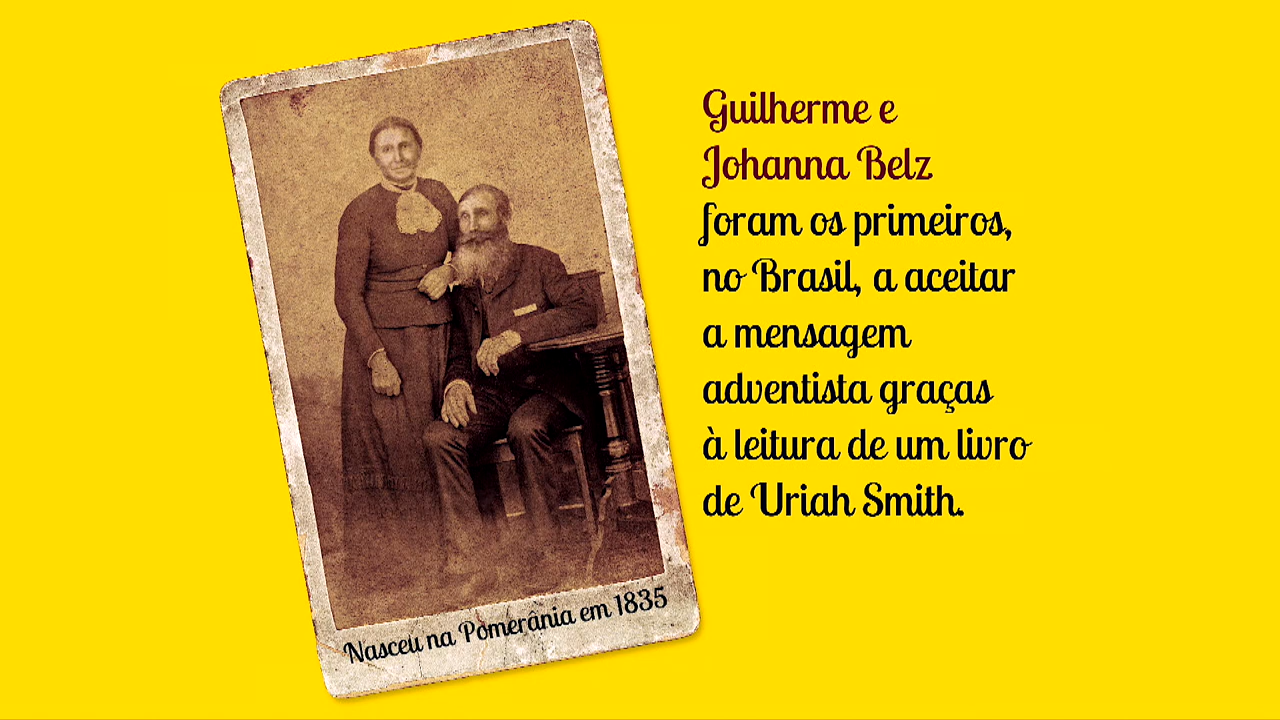 Guilherme e
Johanna Belz
foram os primeiros,
no Brasil, a aceitar
a mensagem
adventista graças
à leitura de um livro
de Uriah Smith.
Nasceu na Pomerânia em 1835